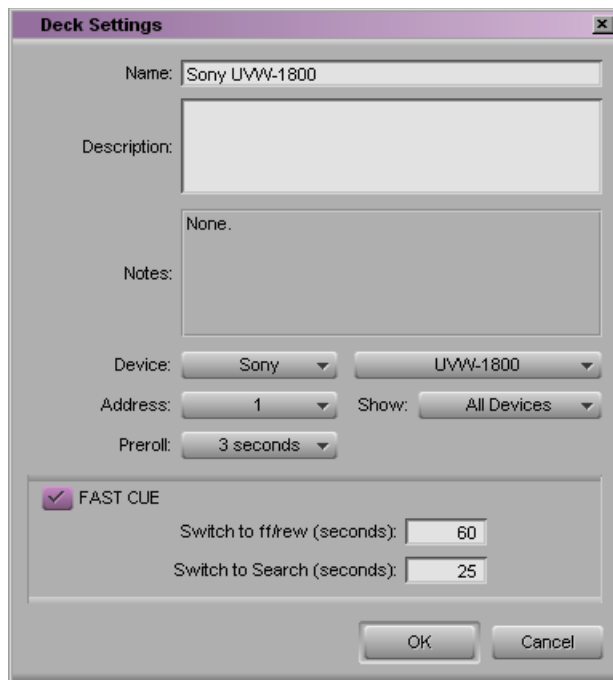 Deck Settings
Name: Sony UVW-1800
Description:
None.
Notes:
Device: Sony UVW-1800
Address: 1 Show: All Devices
Preroll: 3 seconds
FAST CUE
Switch to ff/rew (seconds): 60
Switch to Search (seconds): 25
OK Cancel